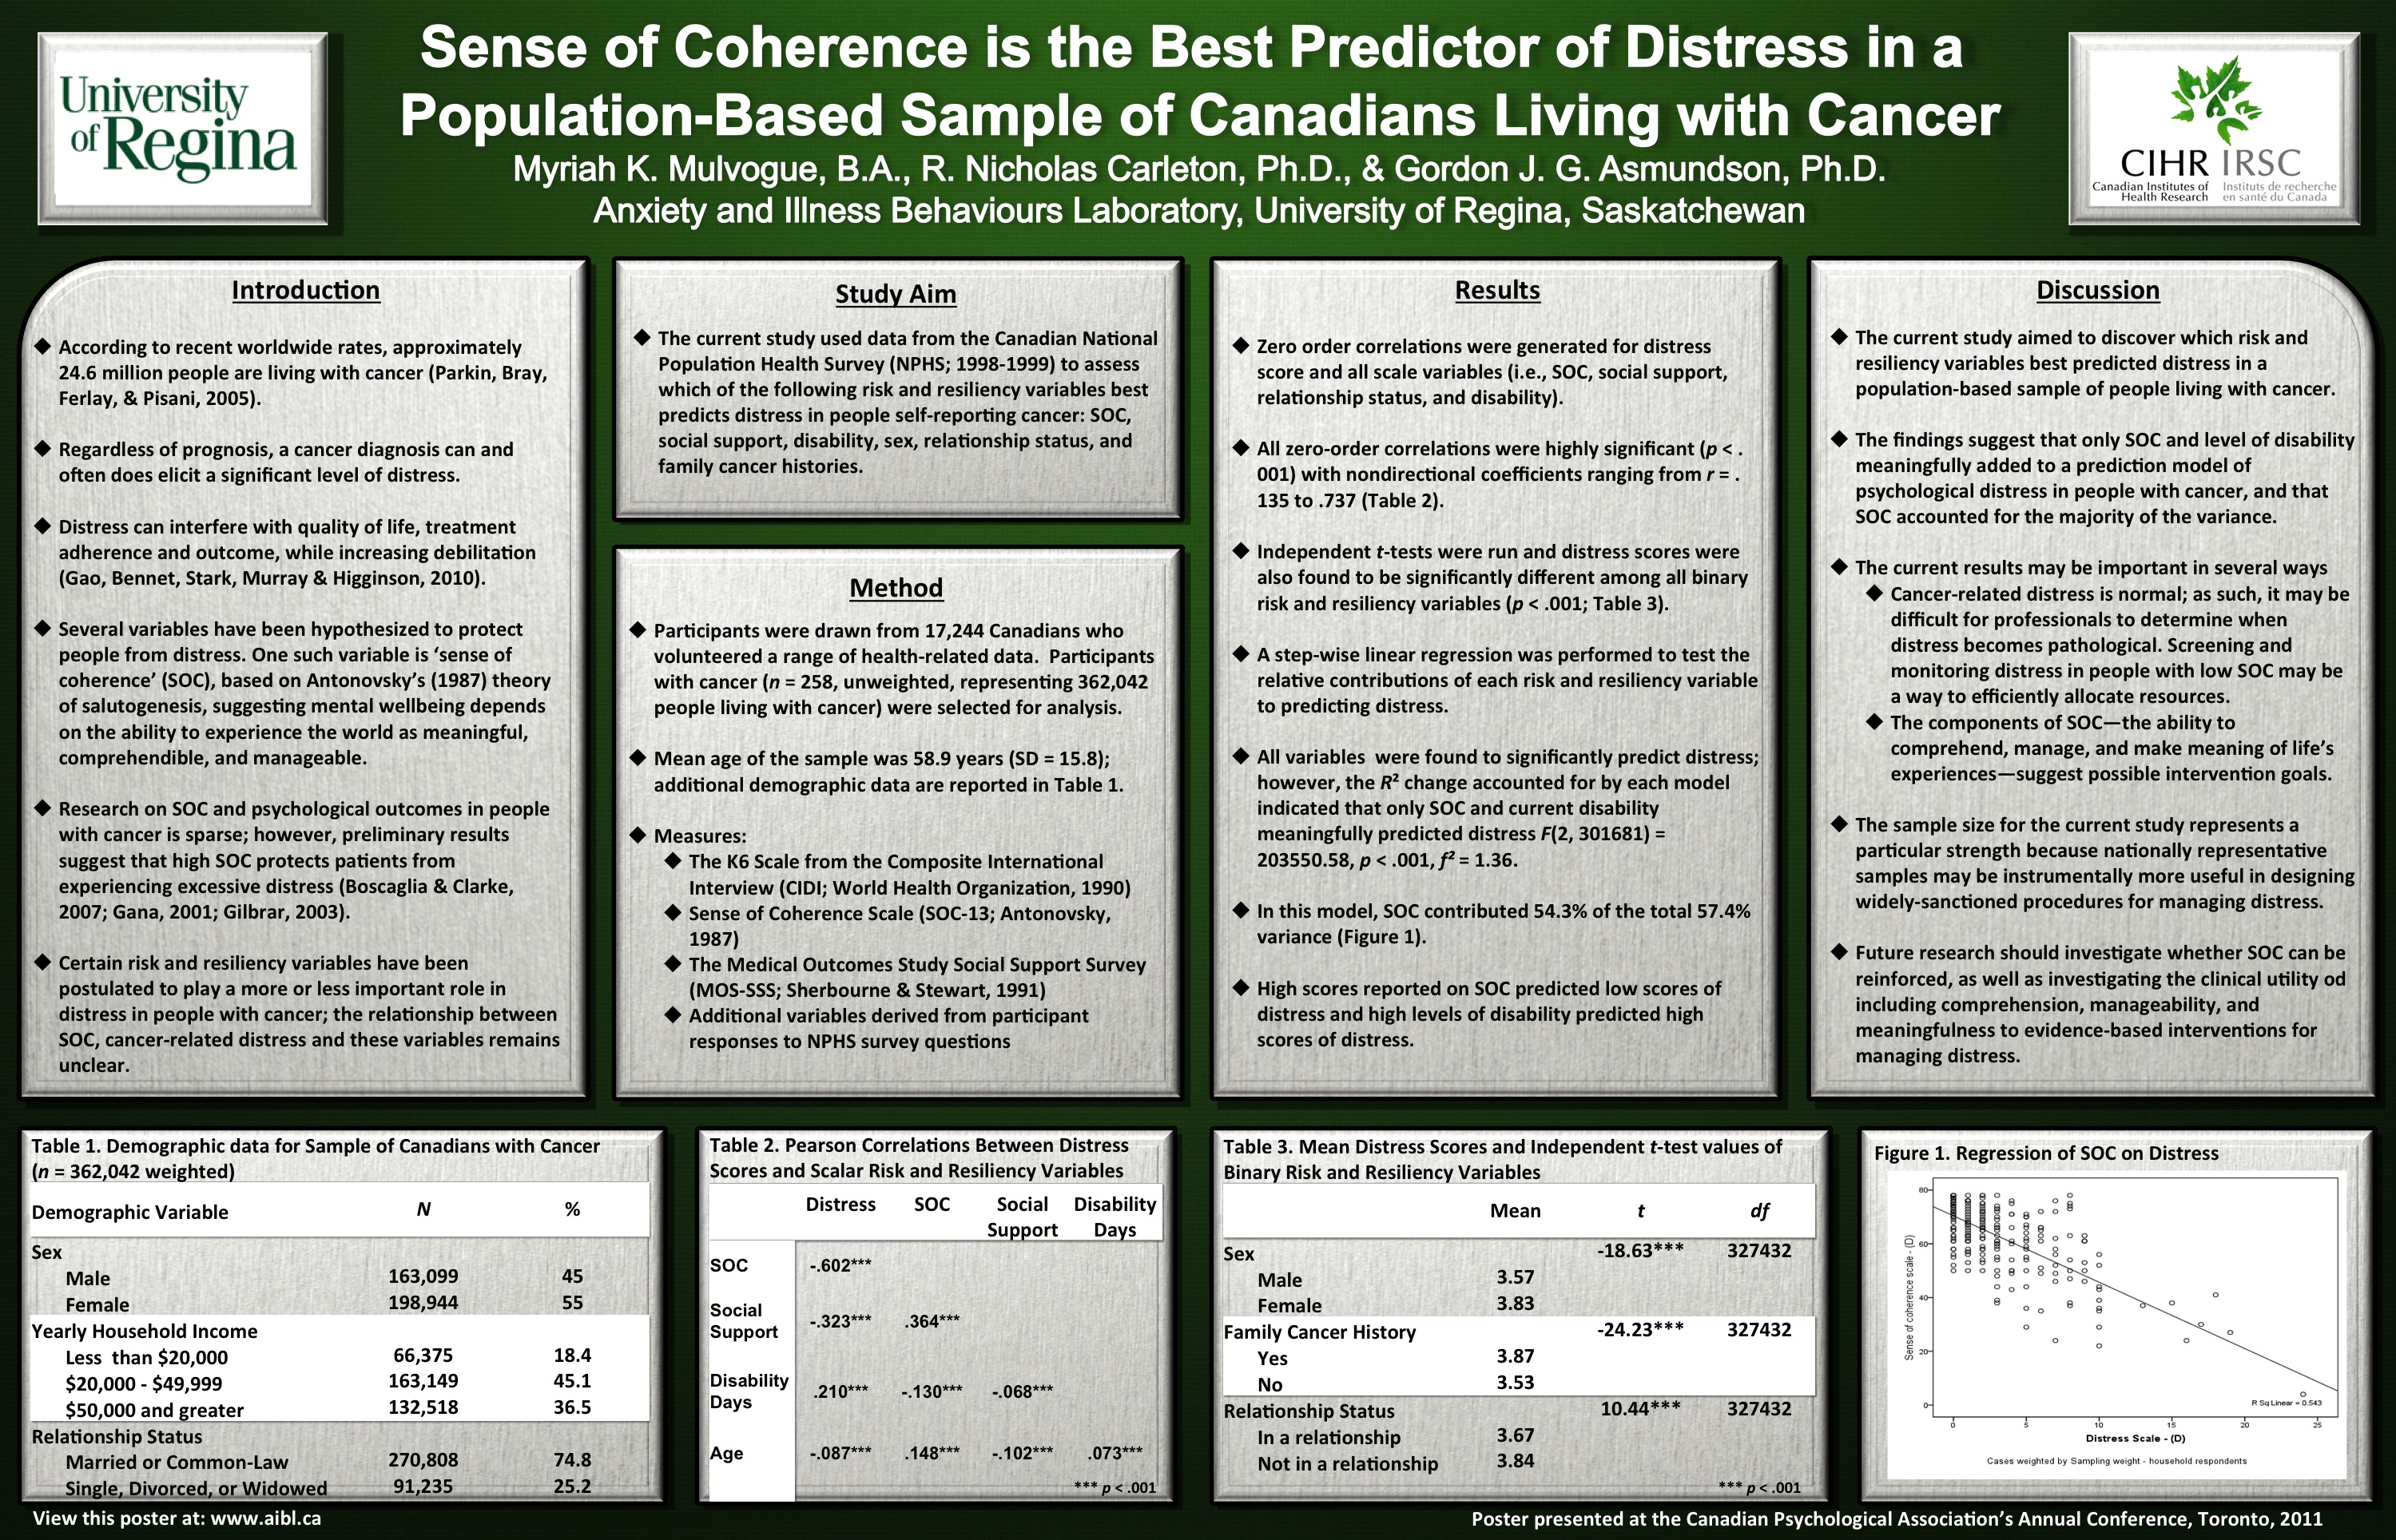 University
of Regina
Sense of Coherence is the Best Predictor of Distress in a
Population-Based Sample of Canadians Living with Cancer
Myriah K. Mulvogue, B.A., R. Nicholas Carleton, Ph.D., & Gordon J. G. Asmundson, Ph.D.
Anxiety and Illness Behaviours Laboratory, University of Regina, Saskatchewan
CIHR IRSC
Canadian Institutes of Health Research
Instituts de recherche en santé du Canada
Introduction
◆ According to recent worldwide rates, approximately
24.6 million people are living with cancer (Parkin, Bray,
Ferlay, & Pisani, 2005).
◆ Regardless of prognosis, a cancer diagnosis can and
often does elicit a significant level of distress.
◆ Distress can interfere with quality of life, treatment
adherence and outcome, while increasing debilitation
(Gao, Bennet, Stark, Murray & Higginson, 2010).
◆ Several variables have been hypothesized to protect
people from distress. One such variable is ‘sense of
coherence’ (SOC), based on Antonovsky’s (1987) theory
of salutogenesis, suggesting mental wellbeing depends
on the ability to experience the world as meaningful,
comprehendible, and manageable.
◆ Research on SOC and psychological outcomes in people
with cancer is sparse; however, preliminary results
suggest that high SOC protects patients from
experiencing excessive distress (Boscaglia & Clarke,
2007; Gana, 2001; Gilbrar, 2003).
◆ Certain risk and resiliency variables have been
postulated to play a more or less important role in
distress in people with cancer; the relationship between
SOC, cancer-related distress and these variables remains
unclear.
Study Aim
◆ The current study used data from the Canadian National
Population Health Survey (NPHS; 1998-1999) to assess
which of the following risk and resiliency variables best
predicts distress in people self-reporting cancer: SOC,
social support, disability, sex, relationship status, and
family cancer histories.
Method
◆ Participants were drawn from 17,244 Canadians who
volunteered a range of health-related data. Participants
with cancer (n = 258, unweighted, representing 362,042
people living with cancer) were selected for analysis.
◆ Mean age of the sample was 58.9 years (SD = 15.8);
additional demographic data are reported in Table 1.
◆ Measures:
◆ The K6 Scale from the Composite International
Interview (CIDI; World Health Organization, 1990)
◆ Sense of Coherence Scale (SOC-13; Antonovsky,
1987)
◆ The Medical Outcomes Study Social Support Survey
(MOS-SSS; Sherbourne & Stewart, 1991)
◆ Additional variables derived from participant
responses to NPHS survey questions
Results
◆ Zero order correlations were generated for distress
score and all scale variables (i.e., SOC, social support,
relationship status, and disability).
◆ All zero-order correlations were highly significant (p < .
001) with nondirectional coefficients ranging from r = .
135 to .737 (Table 2).
◆ Independent t-tests were run and distress scores were
also found to be significantly different among all binary
risk and resiliency variables (p < .001; Table 3).
◆ A step-wise linear regression was performed to test the
relative contributions of each risk and resiliency variable
to predicting distress.
◆ All variables were found to significantly predict distress;
however, the R² change accounted for by each model
indicated that only SOC and current disability
meaningfully predicted distress F(2, 301681) =
203550.58, p < .001, f² = 1.36.
◆ In this model, SOC contributed 54.3% of the total 57.4%
variance (Figure 1).
◆ High scores reported on SOC predicted low scores of
distress and high levels of disability predicted high
scores of distress.
Discussion
◆ The current study aimed to discover which risk and
resiliency variables best predicted distress in a
population-based sample of people living with cancer.
◆ The findings suggest that only SOC and level of disability
meaningfully added to a prediction model of
psychological distress in people with cancer, and that
SOC accounted for the majority of the variance.
◆ The current results may be important in several ways
◆ Cancer-related distress is normal; as such, it may be
difficult for professionals to determine when
distress becomes pathological. Screening and
monitoring distress in people with low SOC may be
a way to efficiently allocate resources.
◆ The components of SOC—the ability to
comprehend, manage, and make meaning of life’s
experiences—suggest possible intervention goals.
◆ The sample size for the current study represents a
particular strength because nationally representative
samples may be instrumentally more useful in designing
widely-sanctioned procedures for managing distress.
◆ Future research should investigate whether SOC can be
reinforced, as well as investigating the clinical utility od
including comprehension, manageability, and
meaningfulness to evidence-based interventions for
managing distress.
Table 1. Demographic data for Sample of Canadians with Cancer
(n = 362,042 weighted)
Demographic Variable N %
Sex
Male 163,099 45
Female 198,944 55
Yearly Household Income
Less than $20,000 66,375 18.4
$20,000 - $49,999 163,149 45.1
$50,000 and greater 132,518 36.5
Relationship Status
Married or Common-Law 270,808 74.8
Single, Divorced, or Widowed 91,235 25.2
Table 2. Pearson Correlations Between Distress
Scores and Scalar Risk and Resiliency Variables
Distress SOC Social Support Disability Days
SOC -.602***
Social Support -.323*** .364***
Disability Days .210*** -.130*** -.068***
Age -.087*** .148*** -.102*** .073***
*** p < .001
Table 3. Mean Distress Scores and Independent t-test values of
Binary Risk and Resiliency Variables
Mean t df
Sex -18.63*** 327432
Male 3.57
Female 3.83
Family Cancer History -24.23*** 327432
Yes 3.87
No 3.53
Relationship Status 10.44*** 327432
In a relationship 3.67
Not in a relationship 3.84
*** p < .001
Figure 1. Regression of SOC on Distress
Sense of coherence scale - (D)
80
60
40
20
0
R Sq Linear = 0.543
0 5 10 15 20 25
Distress Scale - (D)
Cases weighted by Sampling weight - household respondents
View this poster at: www.aibl.ca
Poster presented at the Canadian Psychological Association’s Annual Conference, Toronto, 2011